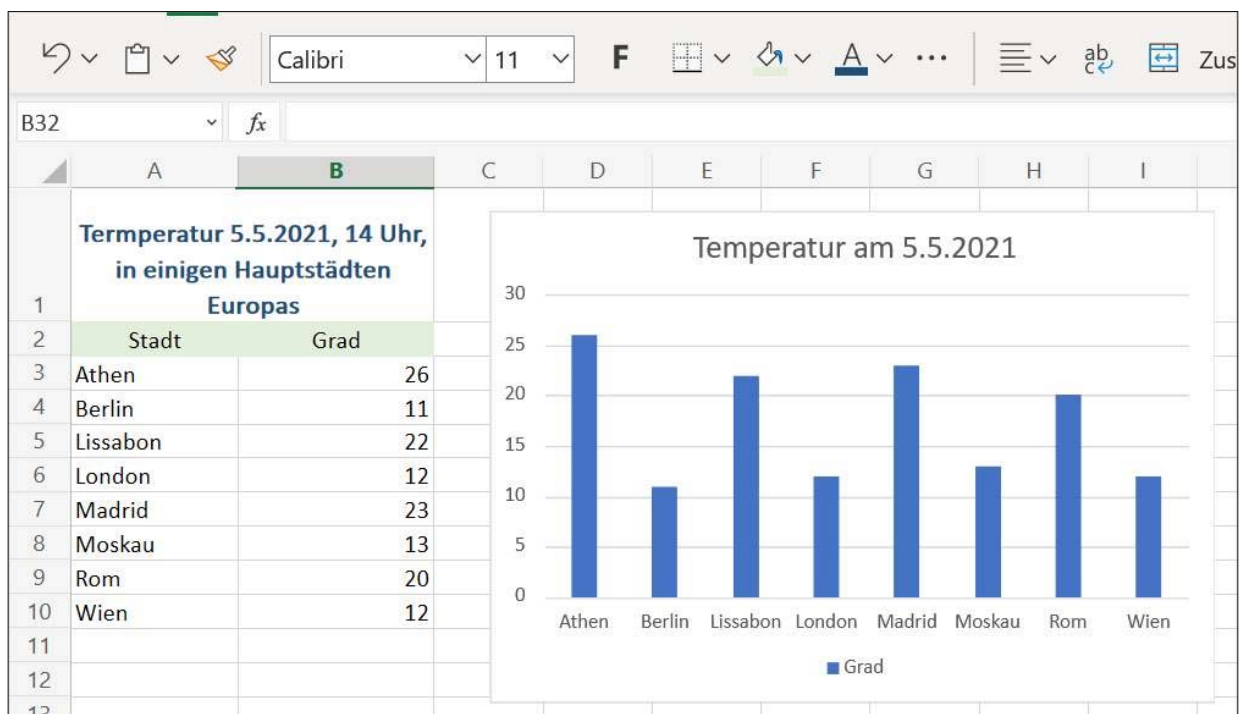 Calibri 11 F A ... ab c Zus
B32 fx
A B C D E F G H I
1 Termperatur 5.5.2021, 14 Uhr,
in einigen Hauptstädten
Europas
2 Stadt Grad
3 Athen 26
4 Berlin 11
5 Lissabon 22
6 London 12
7 Madrid 23
8 Moskau 13
9 Rom 20
10 Wien 12
11
12
13
Temperatur am 5.5.2021
30
25
20
15
10
5
0
Athen Berlin Lissabon London Madrid Moskau Rom Wien
Grad